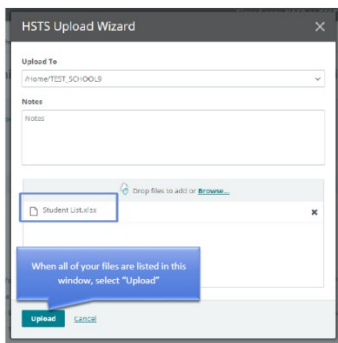 HSTS Upload Wizard
Upload To
/Home/TEST_SCHOOL9
Notes
Notes
Drop files to add or Browse...
Student List.xlsx
When all of your files are listed in this
window, select "Upload"
Upload Cancel